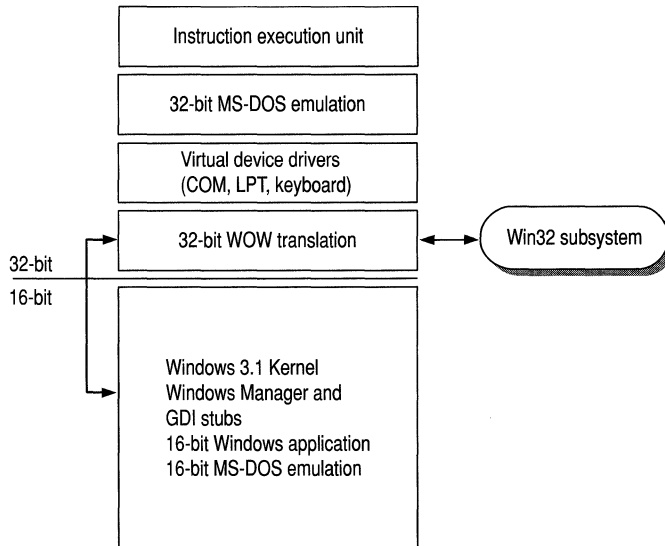 Instruction execution unit
32-bit MS-DOS emulation
Virtual device drivers
(COM, LPT, keyboard)
32-bit WOW translation
Win32 subsystem
32-bit
16-bit
Windows 3.1 Kernel
Windows Manager and
GDI stubs
16-bit Windows application
16-bit MS-DOS emulation